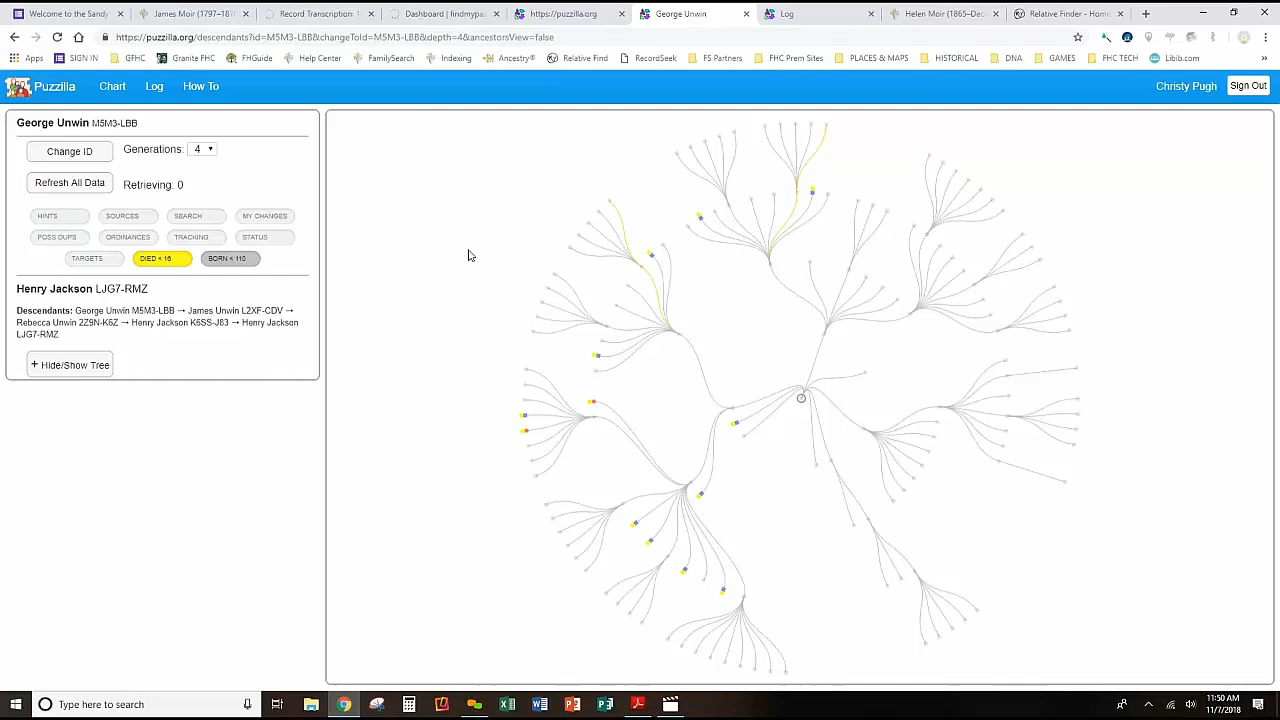 Welcome to the Sandy
James Moir (1797–189
Record Transcription: 1
Dashboard | findmypa
https://puzzilla.org
George Unwin
Log
Helen Moir (1865–Dec
Relative Finder - Home
https://puzzilla.org/descendants?id=M5M3-LBB&changeToId=M5M3-LBB&depth=4&ancestorsView=false
Apps
SIGN IN
GFHC
Granite FHC
FHGuide
Help Center
FamilySearch
Indexing
Ancestry®
Relative Find
RecordSeek
FS Partners
FHC Prem Sites
PLACES & MAPS
HISTORICAL
DNA
GAMES
FHC TECH
Libib.com
Puzzilla
Chart
Log
How To
Christy Pugh
Sign Out
George Unwin M5M3-LBB
Change ID
Generations: 4
Refresh All Data
Retrieving: 0
HINTS
SOURCES
SEARCH
MY CHANGES
POSS DUPS
ORDINANCES
TRACKING
STATUS
TARGETS
DIED < 16
BORN < 110
Henry Jackson LJG7-RMZ
Descendants: George Unwin M5M3-LBB → James Unwin L2XF-CDV →
Rebecca Unwin 2Z9N-K6Z → Henry Jackson K6SS-J63 → Henry Jackson
LJG7-RMZ
+ Hide/Show Tree
Type here to search
11:50 AM
11/7/2018